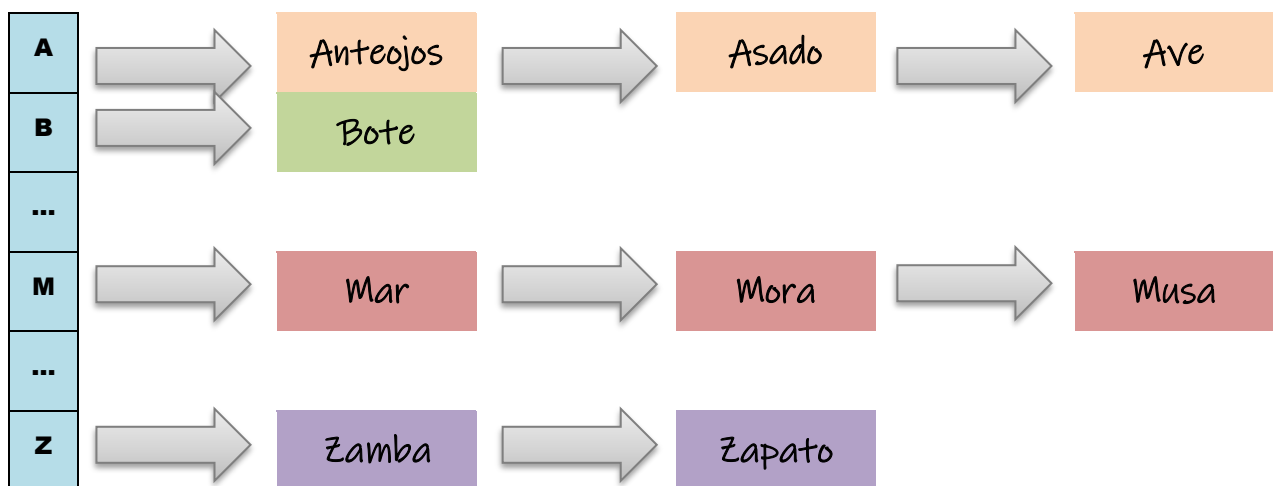 A Anteojos Asado Ave
B Bote
...
M Mar Mora Musa
...
Z Zamba Zapato